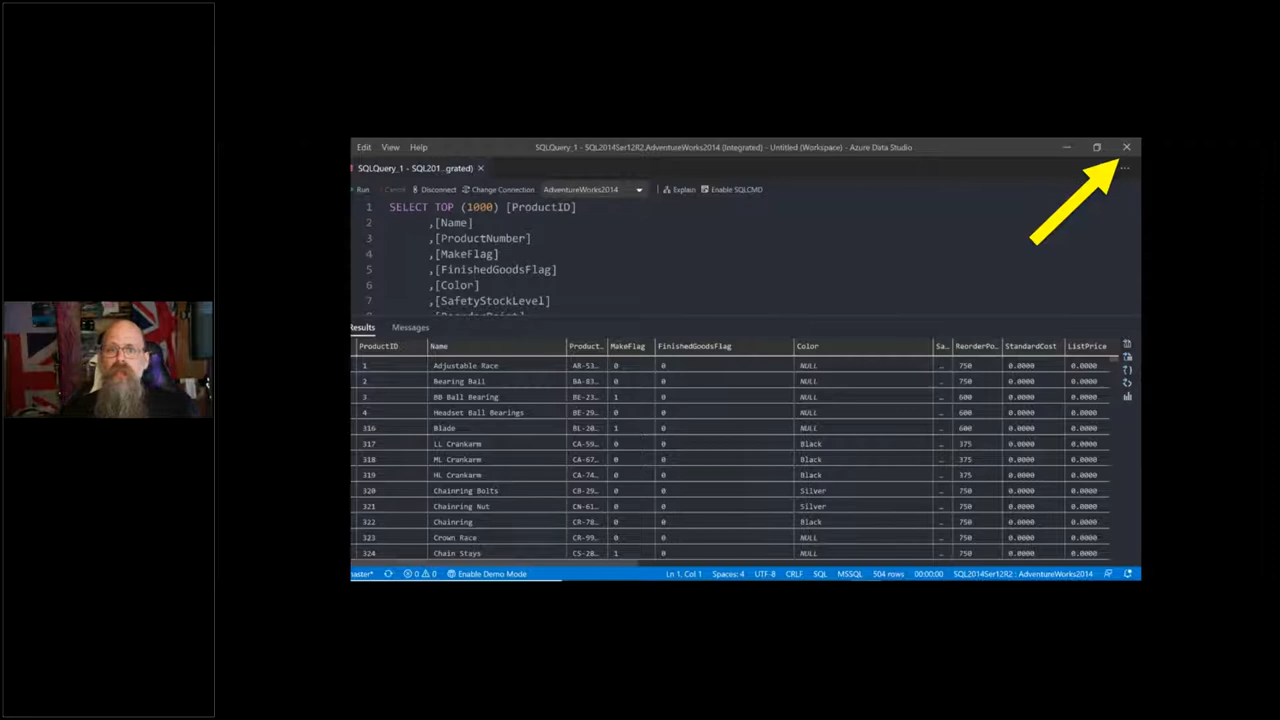 Edit View Help SQLQuery_1 - SQL2014Ser12R2.AdventureWorks2014 (Integrated) - Untitled (Workspace) - Azure Data Studio
SQLQuery_1 - SQL201...grated)
Run Cancel Disconnect Change Connection AdventureWorks2014 Explain Enable SQLCMD
1 SELECT TOP (1000) [ProductID]
2 ,[Name]
3 ,[ProductNumber]
4 ,[MakeFlag]
5 ,[FinishedGoodsFlag]
6 ,[Color]
7 ,[SafetyStockLevel]
Results Messages
ProductID Name Product... MakeFlag FinishedGoodsFlag Color Sa... ReorderPo... StandardCost ListPrice
1 Adjustable Race AR-53... 0 0 NULL ... 750 0.0000 0.0000
2 Bearing Ball BA-83... 0 0 NULL ... 750 0.0000 0.0000
3 BB Ball Bearing BE-23... 1 0 NULL ... 600 0.0000 0.0000
4 Headset Ball Bearings BE-29... 0 0 NULL ... 600 0.0000 0.0000
316 Blade BL-20... 1 0 NULL ... 600 0.0000 0.0000
317 LL Crankarm CA-59... 0 0 Black ... 375 0.0000 0.0000
318 ML Crankarm CA-67... 0 0 Black ... 375 0.0000 0.0000
319 HL Crankarm CA-74... 0 0 Black ... 375 0.0000 0.0000
320 Chainring Bolts CB-29... 0 0 Silver ... 750 0.0000 0.0000
321 Chainring Nut CN-61... 0 0 Silver ... 750 0.0000 0.0000
322 Chainring CR-78... 0 0 Black ... 750 0.0000 0.0000
323 Crown Race CR-99... 0 0 NULL ... 750 0.0000 0.0000
324 Chain Stays CS-28... 1 0 NULL ... 750 0.0000 0.0000
master* 0 0 Enable Demo Mode Ln 1, Col 1 Spaces: 4 UTF-8 CRLF SQL MSSQL 504 rows 00:00:00 SQL2014Ser12R2 : AdventureWorks2014